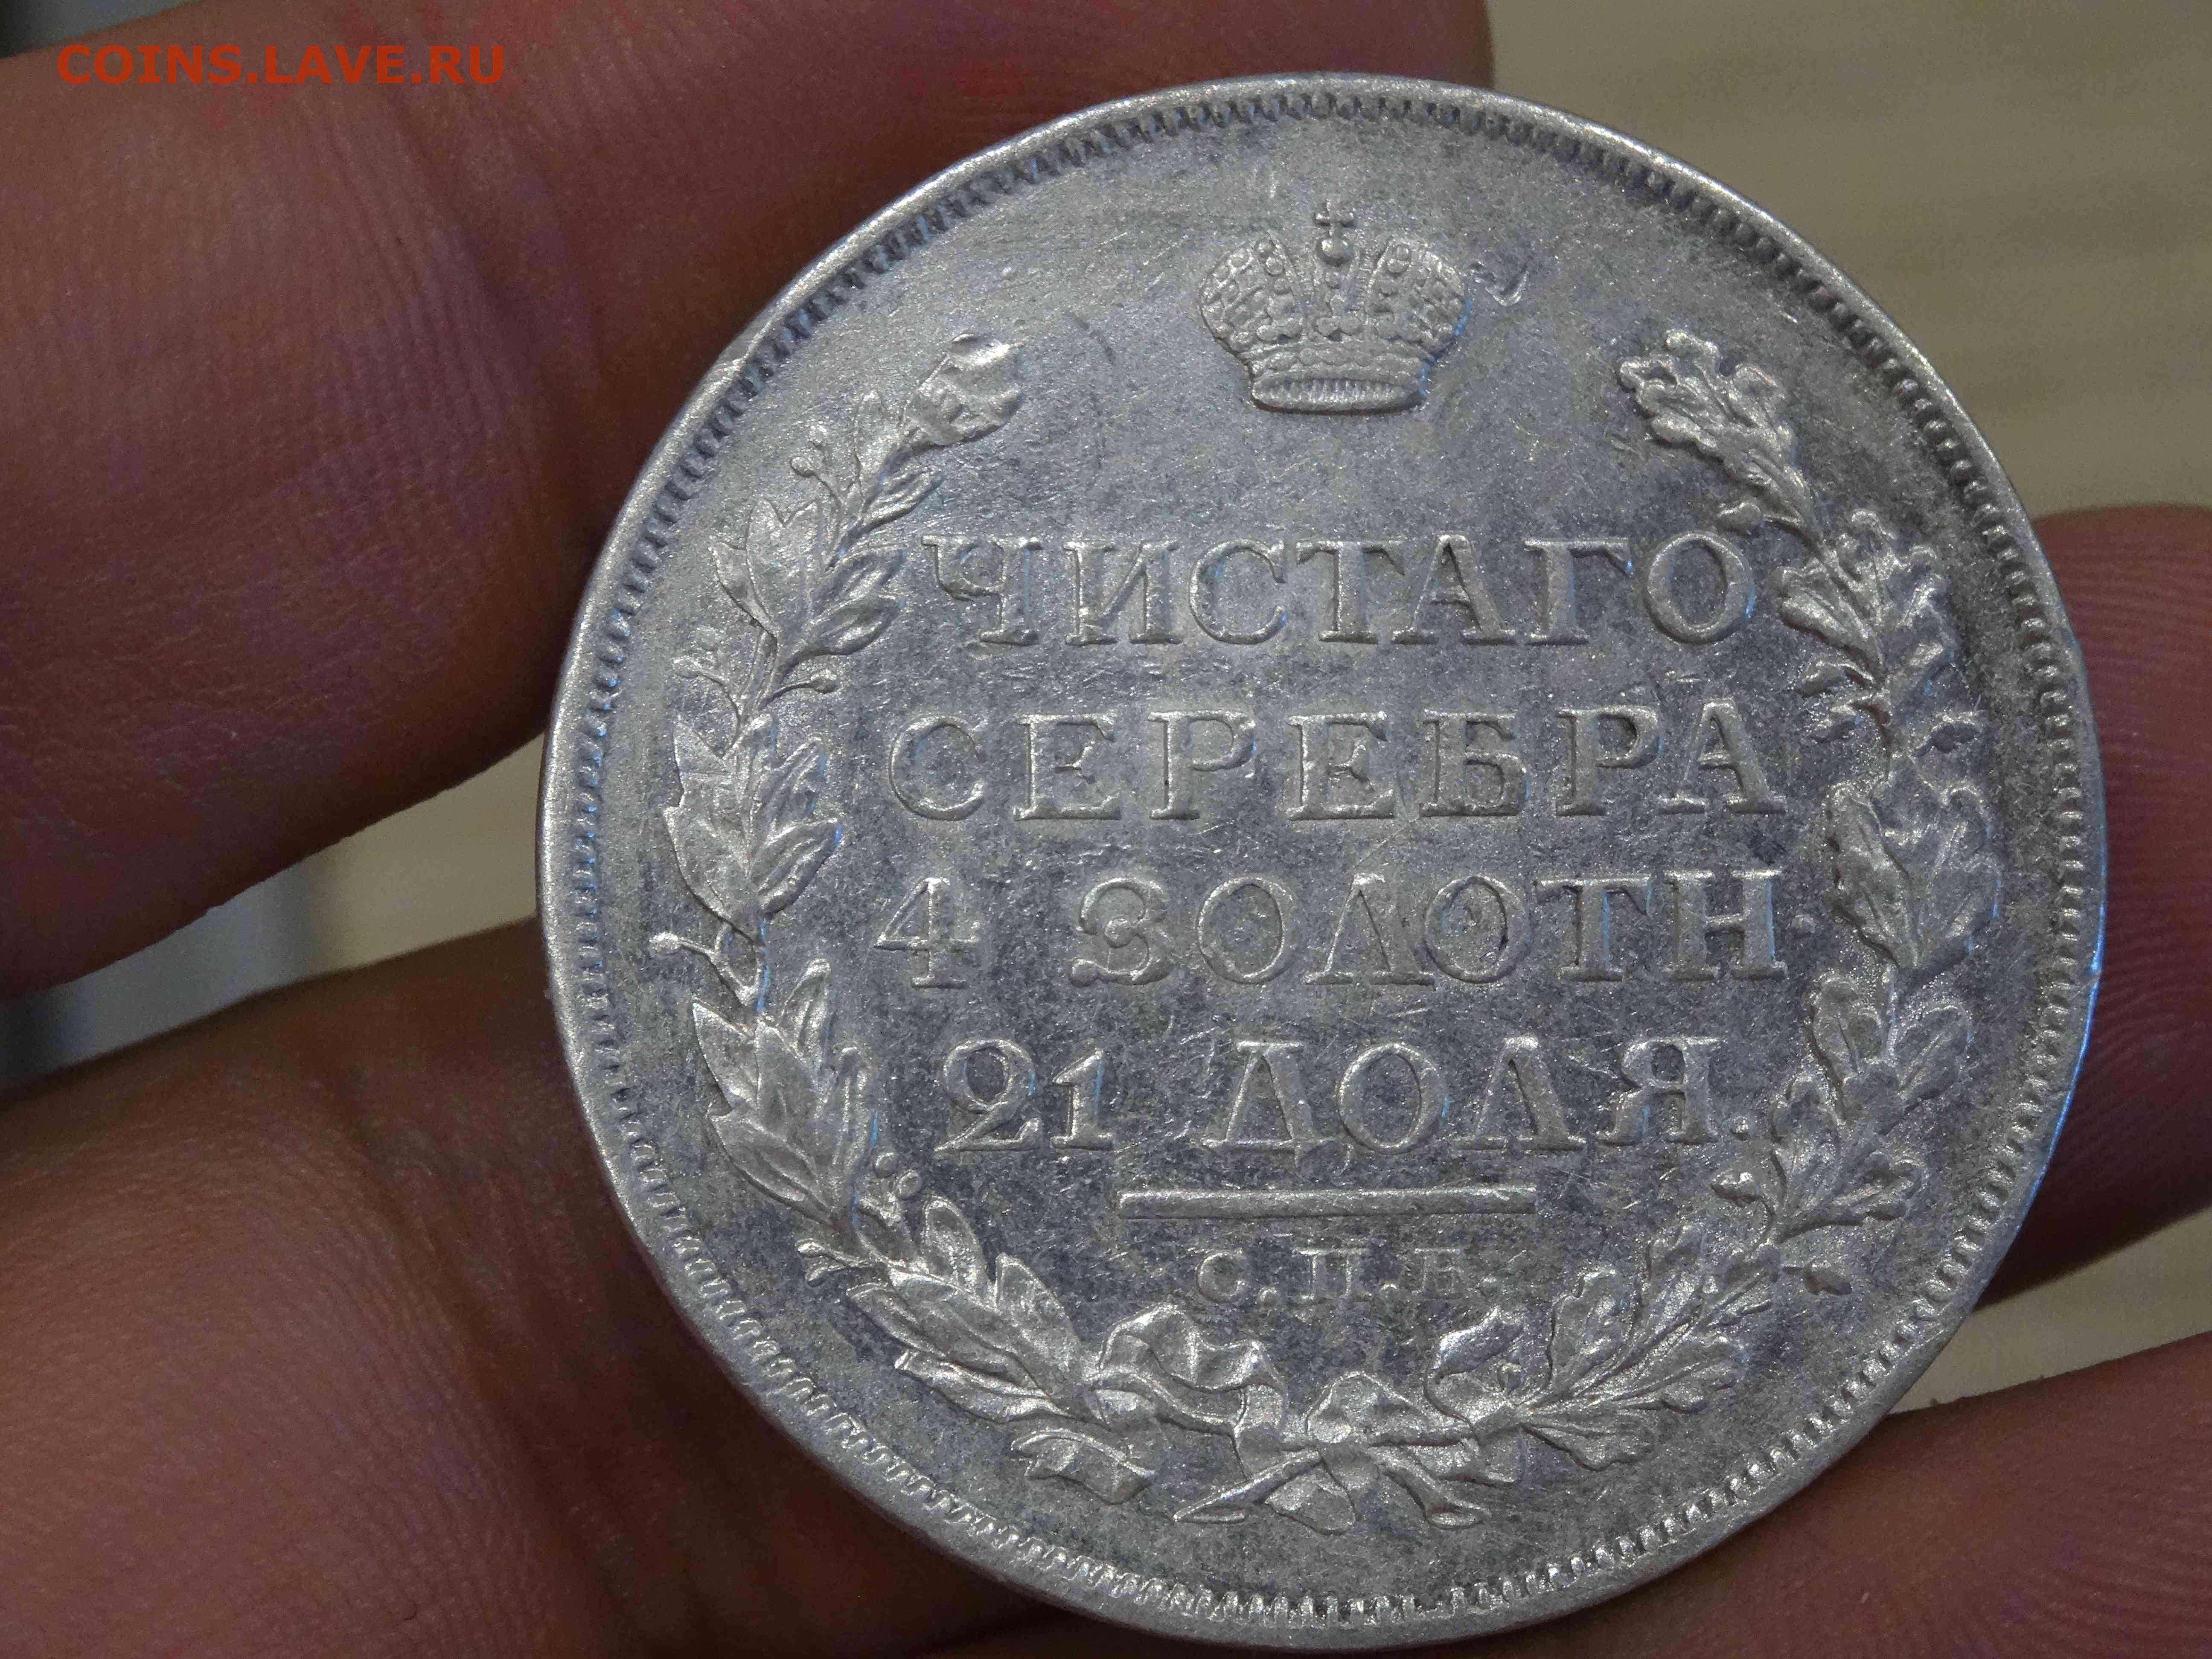 COINS.LAVE.RU
ЧИСТАГО
СЕРЕБРА
4 ЗОЛОТН.
21 ДОЛЯ.
С.П.Б.